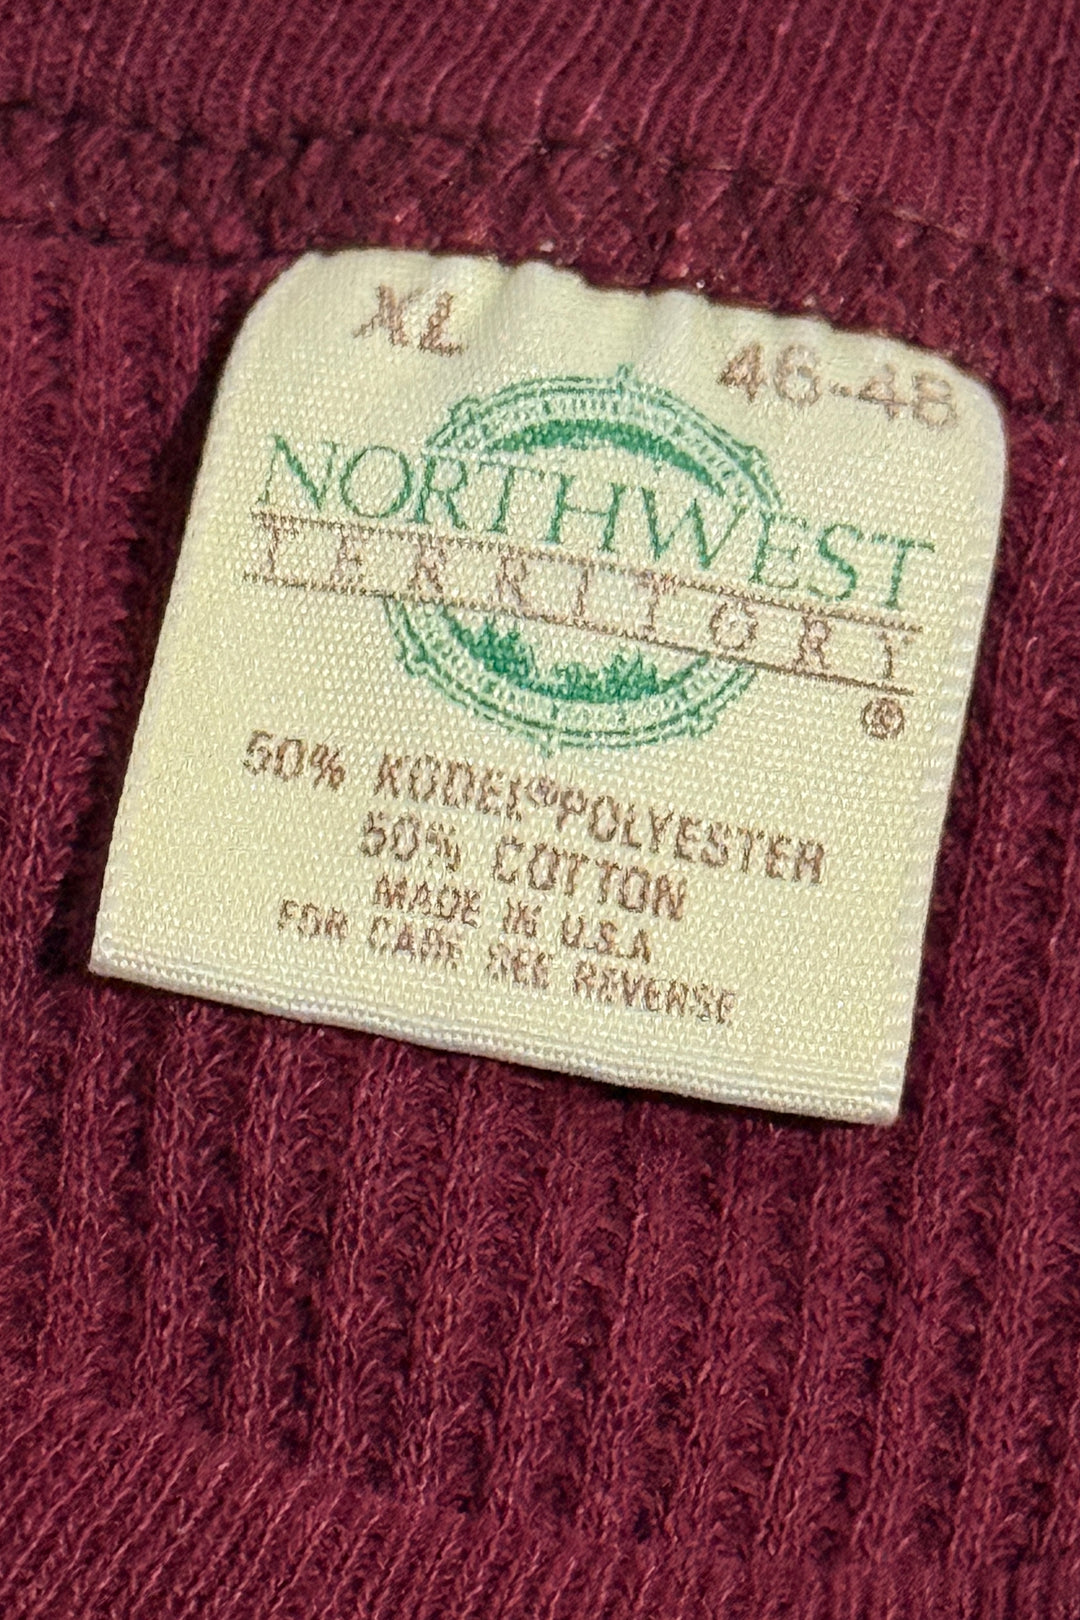 XL 46-48
NORTHWEST
TERRITORY
®
50% KODEL® POLYESTER
50% COTTON
MADE IN U.S.A
FOR CARE SEE REVERSE